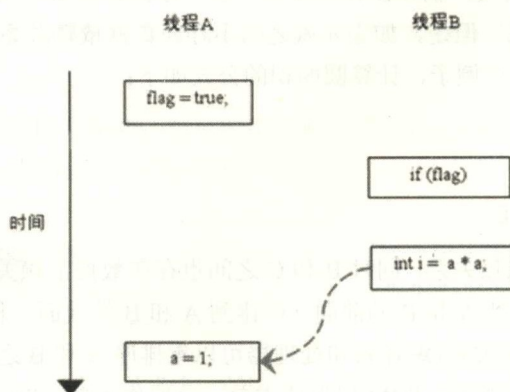 线程A
线程B
flag = true;
if (flag)
时间
int i = a * a;
a = 1;